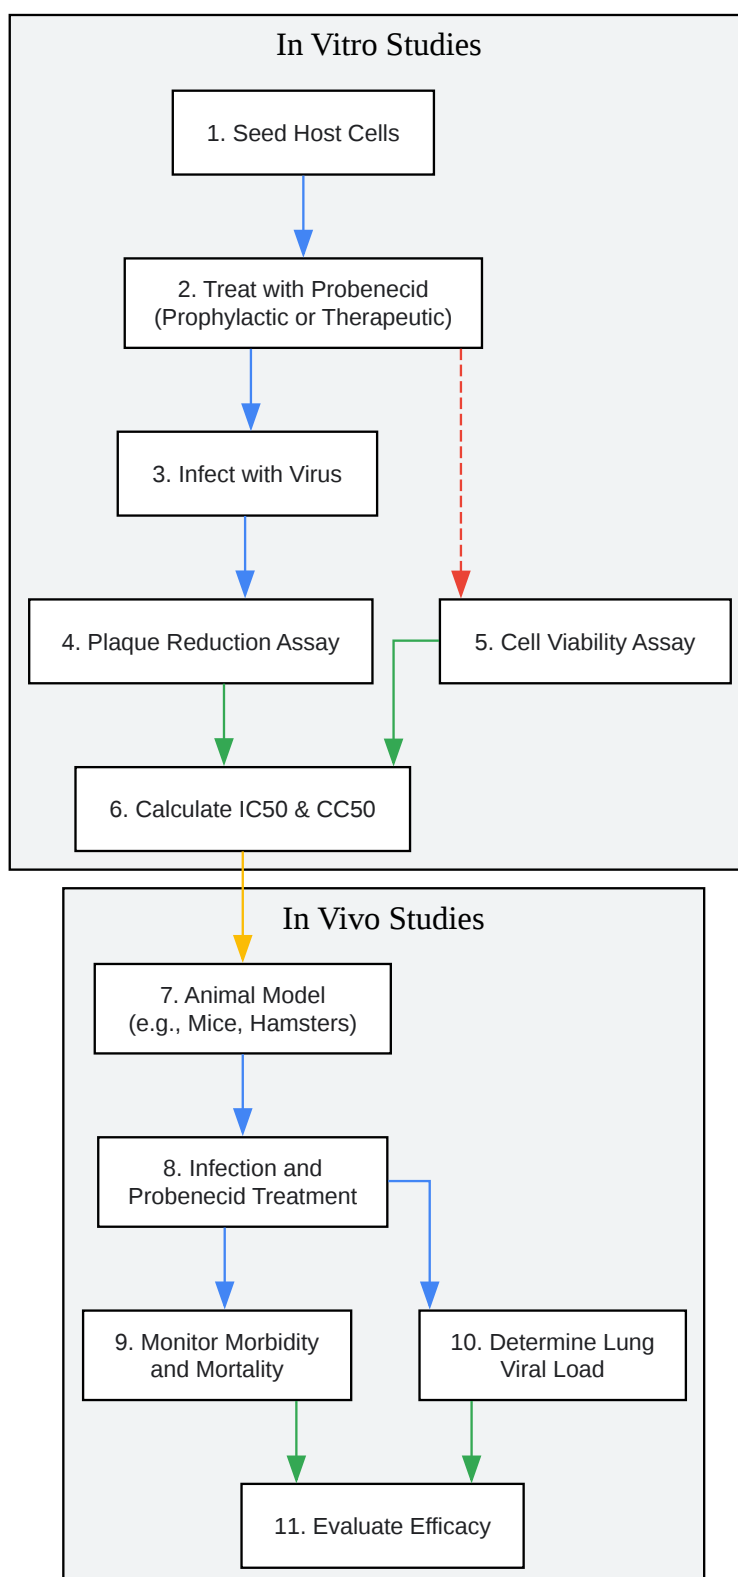 In Vitro Studies
1. Seed Host Cells
2. Treat with Probenecid
(Prophylactic or Therapeutic)
3. Infect with Virus
4. Plaque Reduction Assay
5. Cell Viability Assay
6. Calculate IC50 & CC50
In Vivo Studies
7. Animal Model
(e.g., Mice, Hamsters)
8. Infection and
Probenecid Treatment
9. Monitor Morbidity
and Mortality
10. Determine Lung
Viral Load
11. Evaluate Efficacy